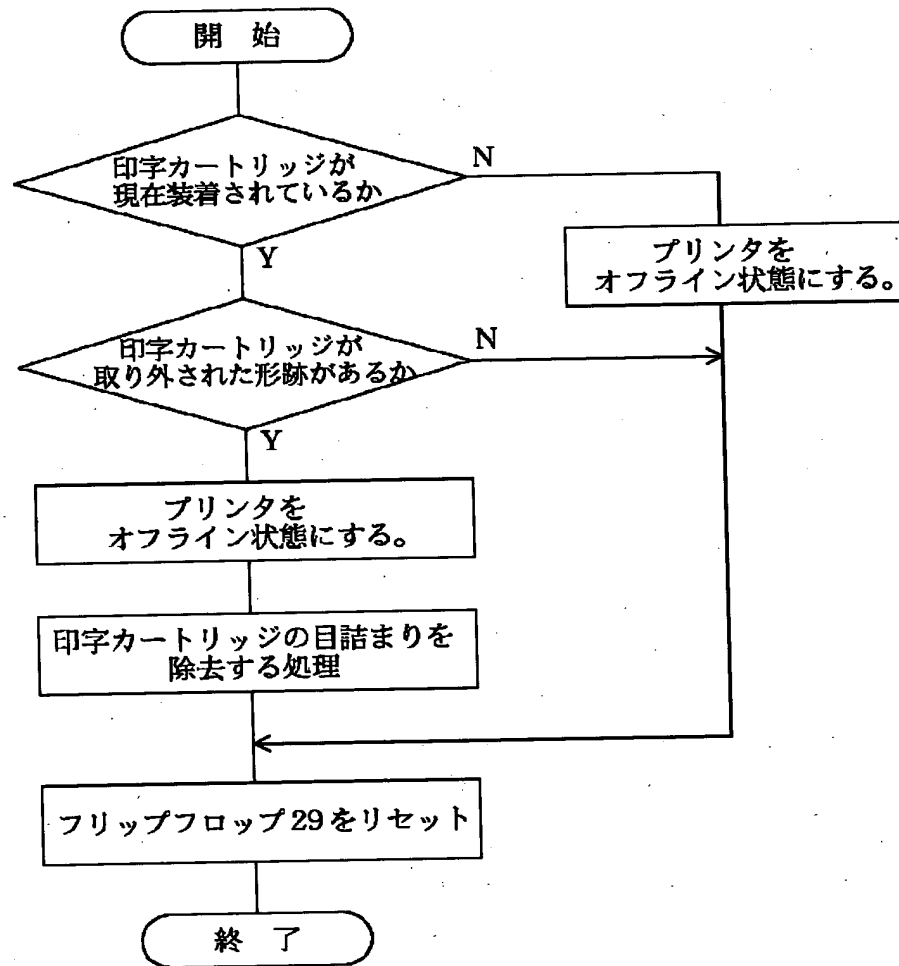 開 始
印字カートリッジが
現在装着されているか
N
Y
プリンタを
オフライン状態にする。
印字カートリッジが
取り外された形跡があるか
N
Y
プリンタを
オフライン状態にする。
印字カートリッジの目詰まりを
除去する処理
フリップフロップ29をリセット
終 了